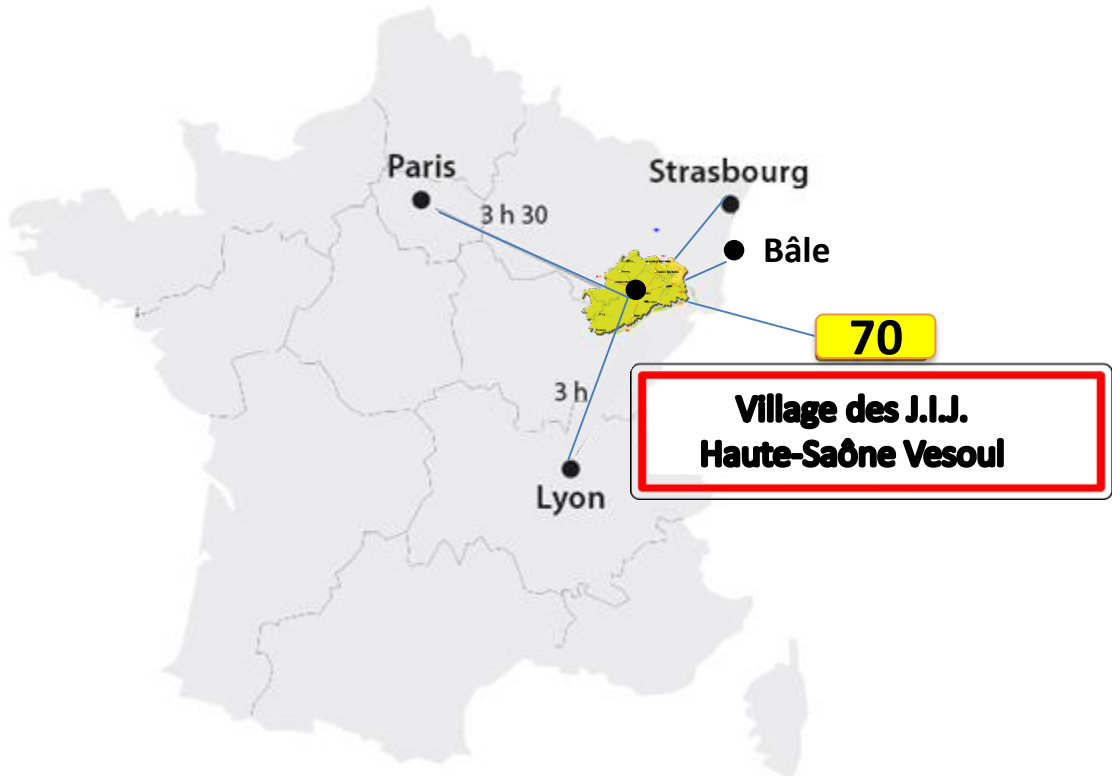 Paris
Strasbourg
3 h 30
Bâle
70
3 h
Village des J.I.J.
Haute-Saône Vesoul
Lyon